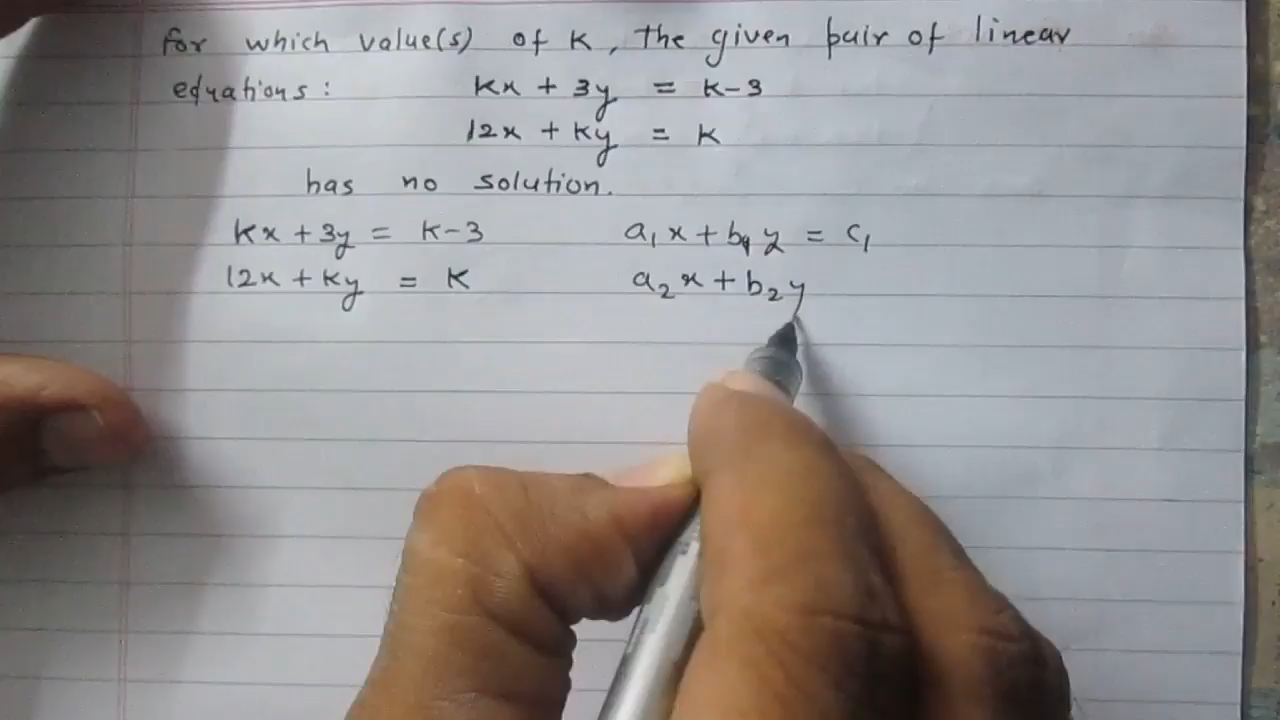 for which value(s) of K, the given pair of linear
equations: Kx + 3y = K-3
12x + Ky = K
has no solution.
Kx + 3y = K-3 a₁x + b₁y = c₁
12x + Ky = K a₂x + b₂y